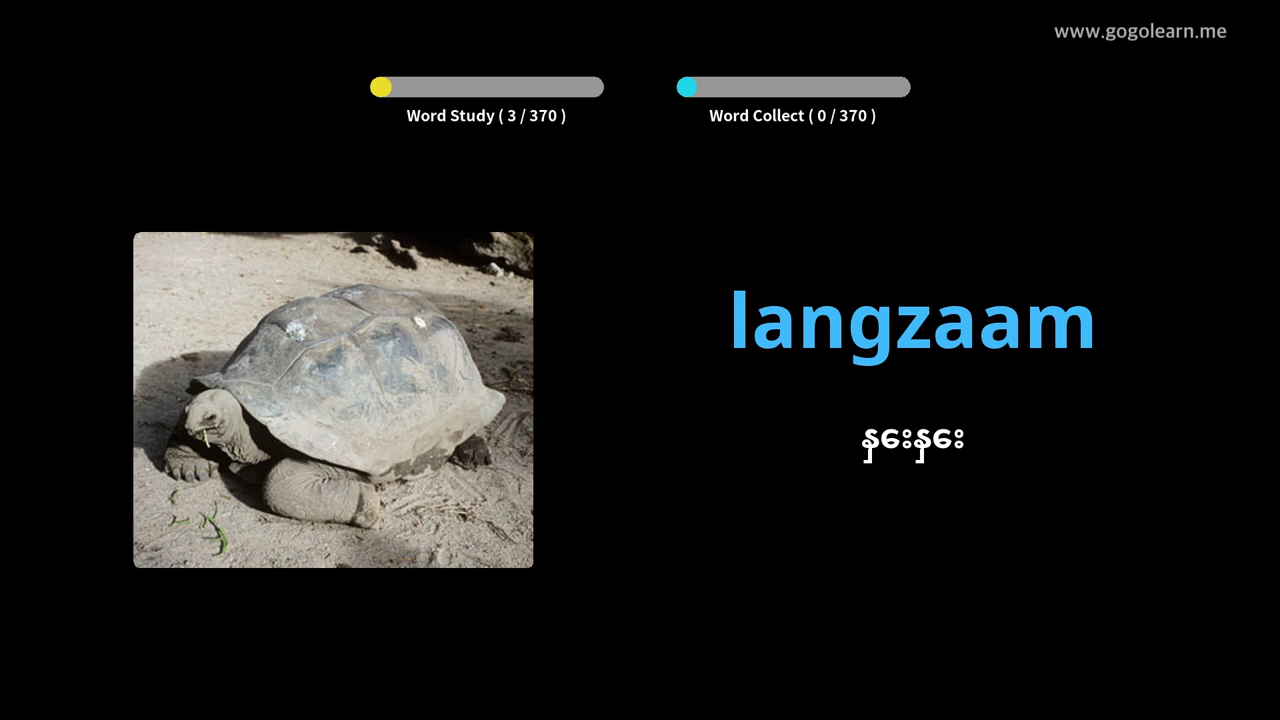 www.gogolearn.me
Word Study ( 3 / 370 )
Word Collect ( 0 / 370 )
langzaam
နှေးနှေး